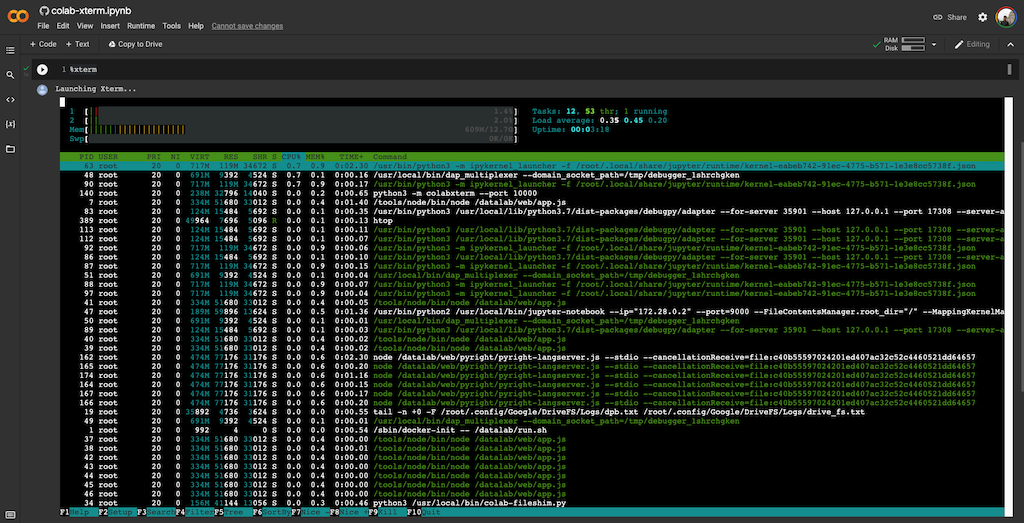 colab-xterm.ipynb
File Edit View Insert Runtime Tools Help Cannot save changes
Share
+ Code + Text Copy to Drive
RAM
Disk
Editing
1 %xterm
Launching Xterm...
1 [ ] Tasks: 12, 53 thr; 1 running
2 [ 2.0%] Load average: 0.35 0.45 0.20
Mem[ 609M/12.7G] Uptime: 00:03:18
Swp[ 0K/0K]
PID USER PRI NI VIRT RES SHR S CPU% MEM% TIME+ Command
63 root 20 0 717M 119M 34672 S 0.7 0.9 0:02.30 /usr/bin/python3 -m ipykernel_launcher -f /root/.local/share/jupyter/runtime/kernel-eabeb742-91ec-4775-b571-1e3e8cc5738f.json
48 root 20 0 691M 9392 4524 S 0.7 0.1 0:00.16 /usr/local/bin/dap_multiplexer --domain_socket_path=/tmp/debugger_1shrchgken
90 root 20 0 717M 119M 34672 S 0.7 0.9 0:00.17 /usr/bin/python3 -m ipykernel_launcher -f /root/.local/share/jupyter/runtime/kernel-eabeb742-91ec-4775-b571-1e3e8cc5738f.json
140 root 20 0 238M 32796 14040 S 0.0 0.2 0:00.65 python3 -m colabxterm --port 10000
7 root 20 0 334M 51680 33012 S 0.0 0.4 0:01.40 /tools/node/bin/node /datalab/web/app.js
83 root 20 0 124M 15484 5692 S 0.0 0.1 0:00.35 /usr/bin/python3 /usr/local/lib/python3.7/dist-packages/debugpy/adapter --for-server 35901 --host 127.0.0.1 --port 17308 --server-a
389 root 20 0 49964 7696 5096 R 0.0 0.1 0:00.13 htop
113 root 20 0 124M 15484 5692 S 0.0 0.1 0:00.11 /usr/bin/python3 /usr/local/lib/python3.7/dist-packages/debugpy/adapter --for-server 35901 --host 127.0.0.1 --port 17308 --server-a
112 root 20 0 124M 15484 5692 S 0.0 0.1 0:00.07 /usr/bin/python3 /usr/local/lib/python3.7/dist-packages/debugpy/adapter --for-server 35901 --host 127.0.0.1 --port 17308 --server-a
92 root 20 0 717M 119M 34672 S 0.0 0.9 0:00.06 /usr/bin/python3 -m ipykernel_launcher -f /root/.local/share/jupyter/runtime/kernel-eabeb742-91ec-4775-b571-1e3e8cc5738f.json
86 root 20 0 124M 15484 5692 S 0.0 0.1 0:00.10 /usr/bin/python3 /usr/local/lib/python3.7/dist-packages/debugpy/adapter --for-server 35901 --host 127.0.0.1 --port 17308 --server-a
87 root 20 0 717M 119M 34672 S 0.0 0.9 0:00.15 /usr/bin/python3 -m ipykernel_launcher -f /root/.local/share/jupyter/runtime/kernel-eabeb742-91ec-4775-b571-1e3e8cc5738f.json
51 root 20 0 691M 9392 4524 S 0.0 0.1 0:00.04 /usr/local/bin/dap_multiplexer --domain_socket_path=/tmp/debugger_1shrchgken
88 root 20 0 717M 119M 34672 S 0.0 0.9 0:00.07 /usr/bin/python3 -m ipykernel_launcher -f /root/.local/share/jupyter/runtime/kernel-eabeb742-91ec-4775-b571-1e3e8cc5738f.json
97 root 20 0 717M 119M 34672 S 0.0 0.9 0:00.04 /usr/bin/python3 -m ipykernel_launcher -f /root/.local/share/jupyter/runtime/kernel-eabeb742-91ec-4775-b571-1e3e8cc5738f.json
41 root 20 0 334M 51680 33012 S 0.0 0.4 0:00.05 /tools/node/bin/node /datalab/web/app.js
47 root 20 0 189M 59896 13624 S 0.0 0.5 0:01.36 /usr/bin/python2 /usr/local/bin/jupyter-notebook --ip="172.28.0.2" --port=9000 --FileContentsManager.root_dir="/" --MappingKernelMa
50 root 20 0 691M 9392 4524 S 0.0 0.1 0:00.01 /usr/local/bin/dap_multiplexer --domain_socket_path=/tmp/debugger_1shrchgken
89 root 20 0 124M 15484 5692 S 0.0 0.1 0:00.03 /usr/bin/python3 /usr/local/lib/python3.7/dist-packages/debugpy/adapter --for-server 35901 --host 127.0.0.1 --port 17308 --server-a
40 root 20 0 334M 51680 33012 S 0.0 0.4 0:00.02 /tools/node/bin/node /datalab/web/app.js
39 root 20 0 334M 51680 33012 S 0.0 0.4 0:00.02 /tools/node/bin/node /datalab/web/app.js
162 root 20 0 474M 77176 31176 S 0.0 0.6 0:02.30 node /datalab/web/pyright/pyright-langserver.js --stdio --cancellationReceive=file:c40b55597024201ed407ac32c52c4460521dd64657
165 root 20 0 474M 77176 31176 S 0.0 0.6 0:00.20 node /datalab/web/pyright/pyright-langserver.js --stdio --cancellationReceive=file:c40b55597024201ed407ac32c52c4460521dd64657
174 root 20 0 474M 77176 31176 S 0.0 0.6 0:01.16 node /datalab/web/pyright/pyright-langserver.js --stdio --cancellationReceive=file:c40b55597024201ed407ac32c52c4460521dd64657
164 root 20 0 474M 77176 31176 S 0.0 0.6 0:00.15 node /datalab/web/pyright/pyright-langserver.js --stdio --cancellationReceive=file:c40b55597024201ed407ac32c52c4460521dd64657
167 root 20 0 474M 77176 31176 S 0.0 0.6 0:00.17 node /datalab/web/pyright/pyright-langserver.js --stdio --cancellationReceive=file:c40b55597024201ed407ac32c52c4460521dd64657
166 root 20 0 474M 77176 31176 S 0.0 0.6 0:00.20 node /datalab/web/pyright/pyright-langserver.js --stdio --cancellationReceive=file:c40b55597024201ed407ac32c52c4460521dd64657
19 root 20 0 35892 4736 3624 S 0.0 0.0 0:00.55 tail -n +0 -F /root/.config/Google/DriveFS/Logs/dpb.txt /root/.config/Google/DriveFS/Logs/drive_fs.txt
49 root 20 0 691M 9392 4524 S 0.0 0.1 0:00.01 /usr/local/bin/dap_multiplexer --domain_socket_path=/tmp/debugger_1shrchgken
1 root 20 0 992 4 0 S 0.0 0.0 0:00.54 /sbin/docker-init -- /datalab/run.sh
37 root 20 0 334M 51680 33012 S 0.0 0.4 0:00.00 /tools/node/bin/node /datalab/web/app.js
38 root 20 0 334M 51680 33012 S 0.0 0.4 0:00.02 /tools/node/bin/node /datalab/web/app.js
42 root 20 0 334M 51680 33012 S 0.0 0.4 0:00.00 /tools/node/bin/node /datalab/web/app.js
43 root 20 0 334M 51680 33012 S 0.0 0.4 0:00.00 /tools/node/bin/node /datalab/web/app.js
44 root 20 0 334M 51680 33012 S 0.0 0.4 0:00.00 /tools/node/bin/node /datalab/web/app.js
45 root 20 0 334M 51680 33012 S 0.0 0.4 0:00.00 /tools/node/bin/node /datalab/web/app.js
46 root 20 0 334M 51680 33012 S 0.0 0.4 0:00.00 /tools/node/bin/node /datalab/web/app.js
34 root 20 0 156M 41144 13056 S 0.0 0.3 0:00.46 python3 /usr/local/bin/colab-fileshim.py
F1Help F2Setup F3SearchF4FilterF5Tree F6SortByF7Nice -F8Nice +F9Kill F10Quit